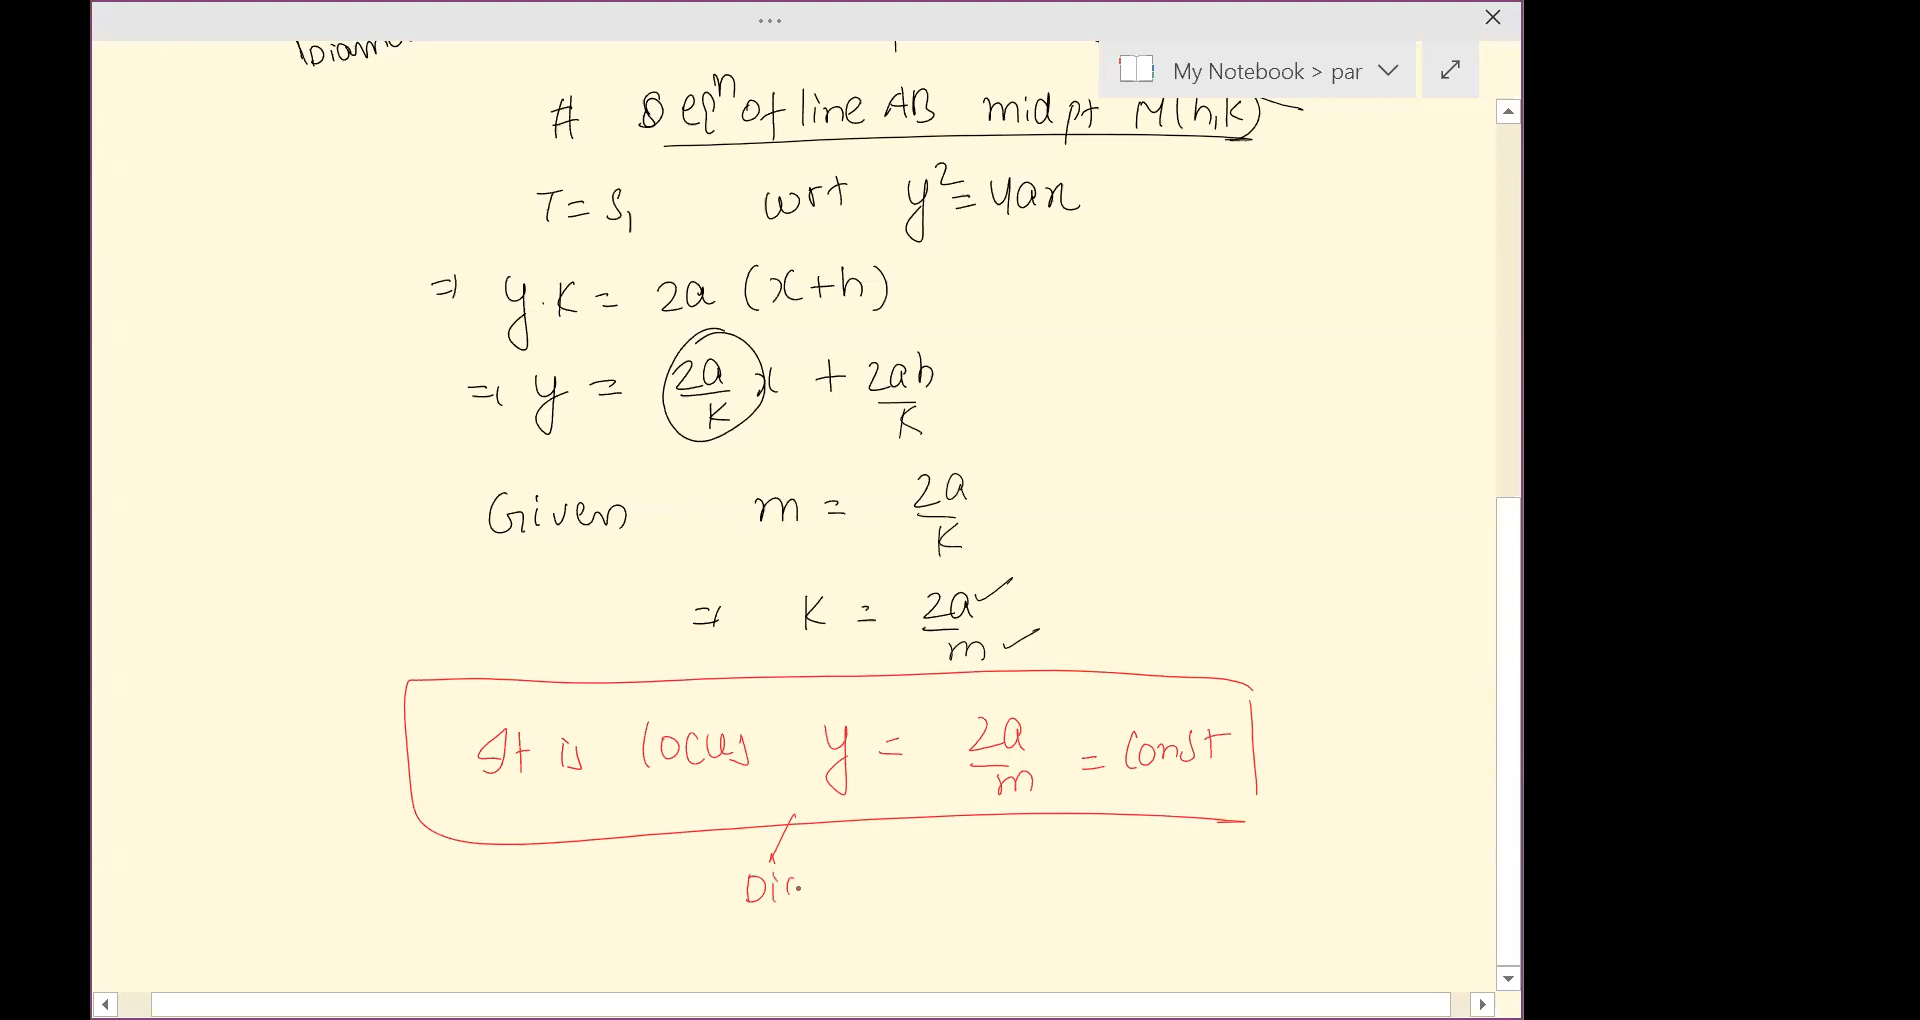 My Notebook > par
# eqⁿ of line AB mid pt M(h,k)
T = S₁ wrt y² = 4ax
⇒ y.k = 2a (x+h)
⇒ y = 2a/k x + 2ah/k
Given m = 2a/k
⇒ k = 2a/m
It is locus y = 2a/m = const